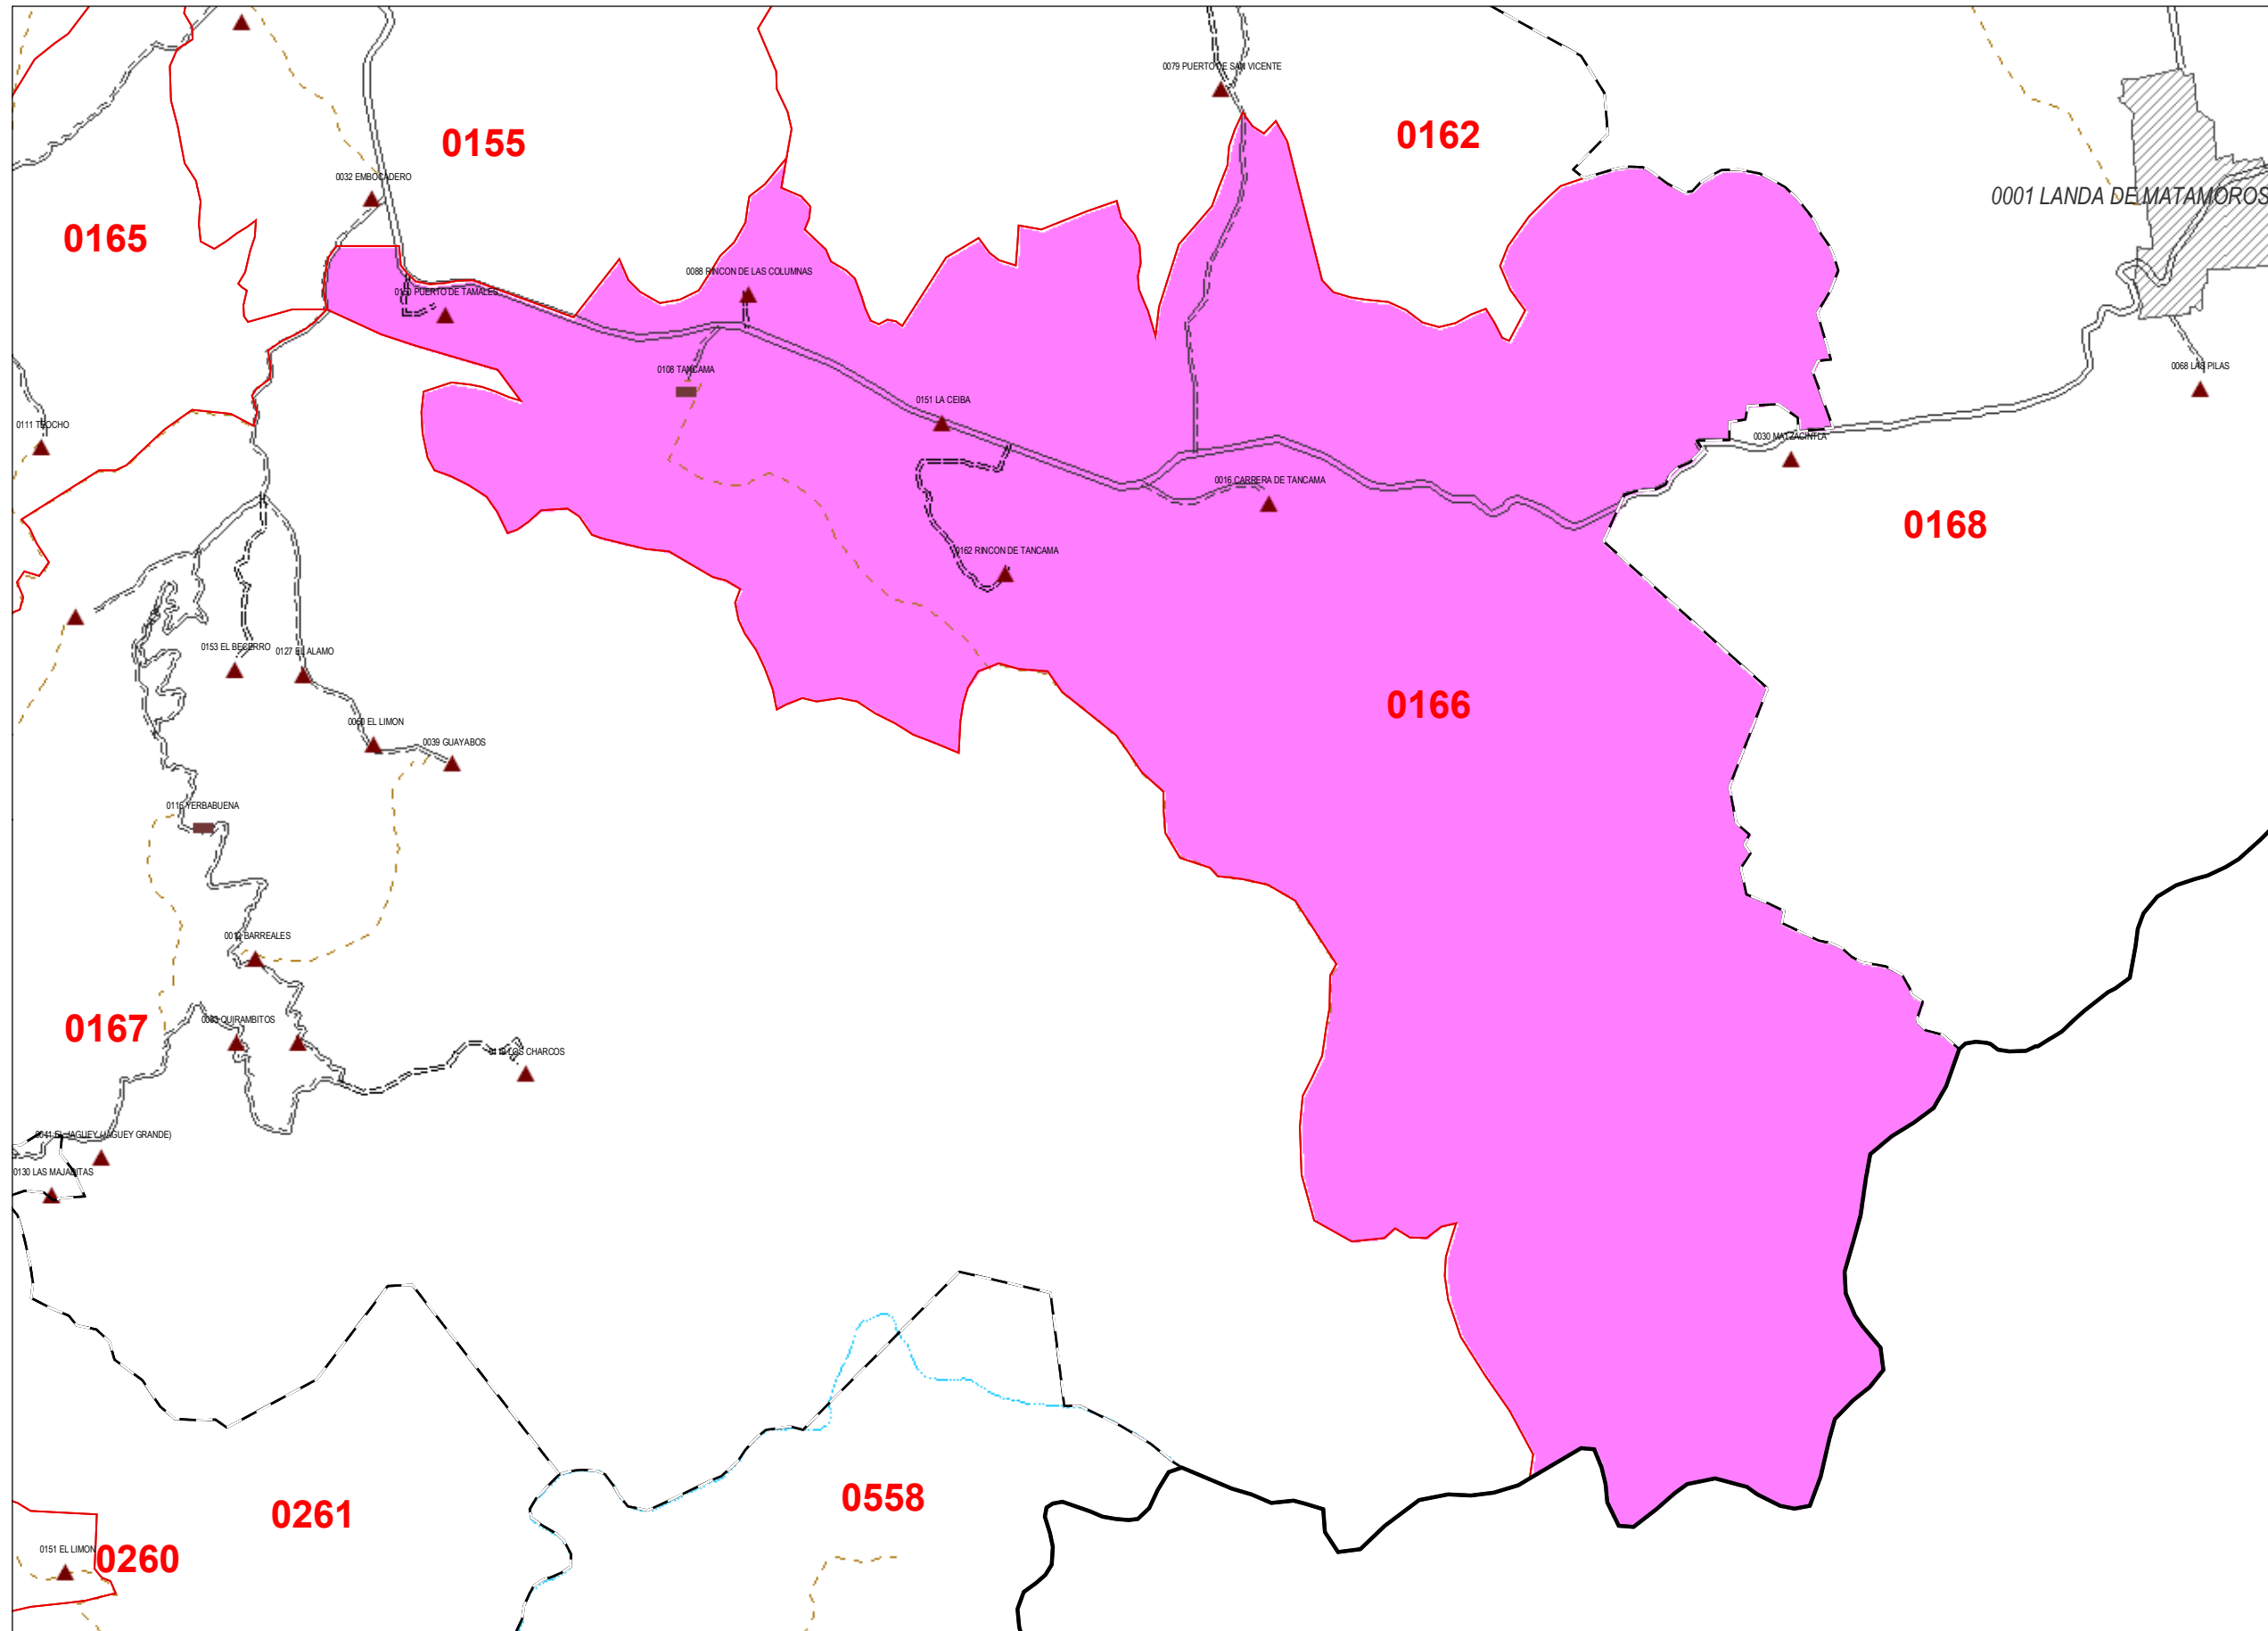 0079 PUERTO DE SAN VICENTE
0155
0162
0032 EMBOCADERO
0001 LANDA DE MATAMOROS
0165
0088 RINCON DE LAS COLUMNAS
PUERTO DE TAMALES
0108 TANCAMA
0068 LAS PILAS
0151 LA CEIBA
0111 TEOCHO
0030 MATZACINTLA
0016 CARRERA DE TANCAMA
0168
0162 RINCON DE TANCAMA
0153 EL BECERRO
0127 EL ALAMO
0166
0060 EL LIMON
0039 GUAYABOS
0116 YERBABUENA
BARREALES
0167
0083 QUIRAMBITOS
LOS CHARCOS
0041 EL JAGUEY (JAGUEY GRANDE)
0130 LAS MAJADITAS
0558
0261
0151 EL LIMON
0260